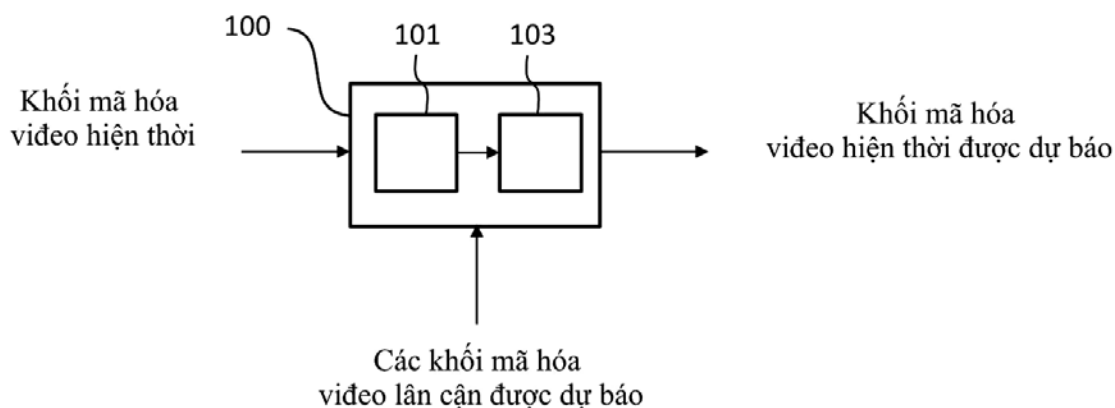 100
101
103
Khối mã hóa
viđeo hiện thời
Khối mã hóa
viđeo hiện thời được dự báo
Các khối mã hóa
viđeo lân cận được dự báo